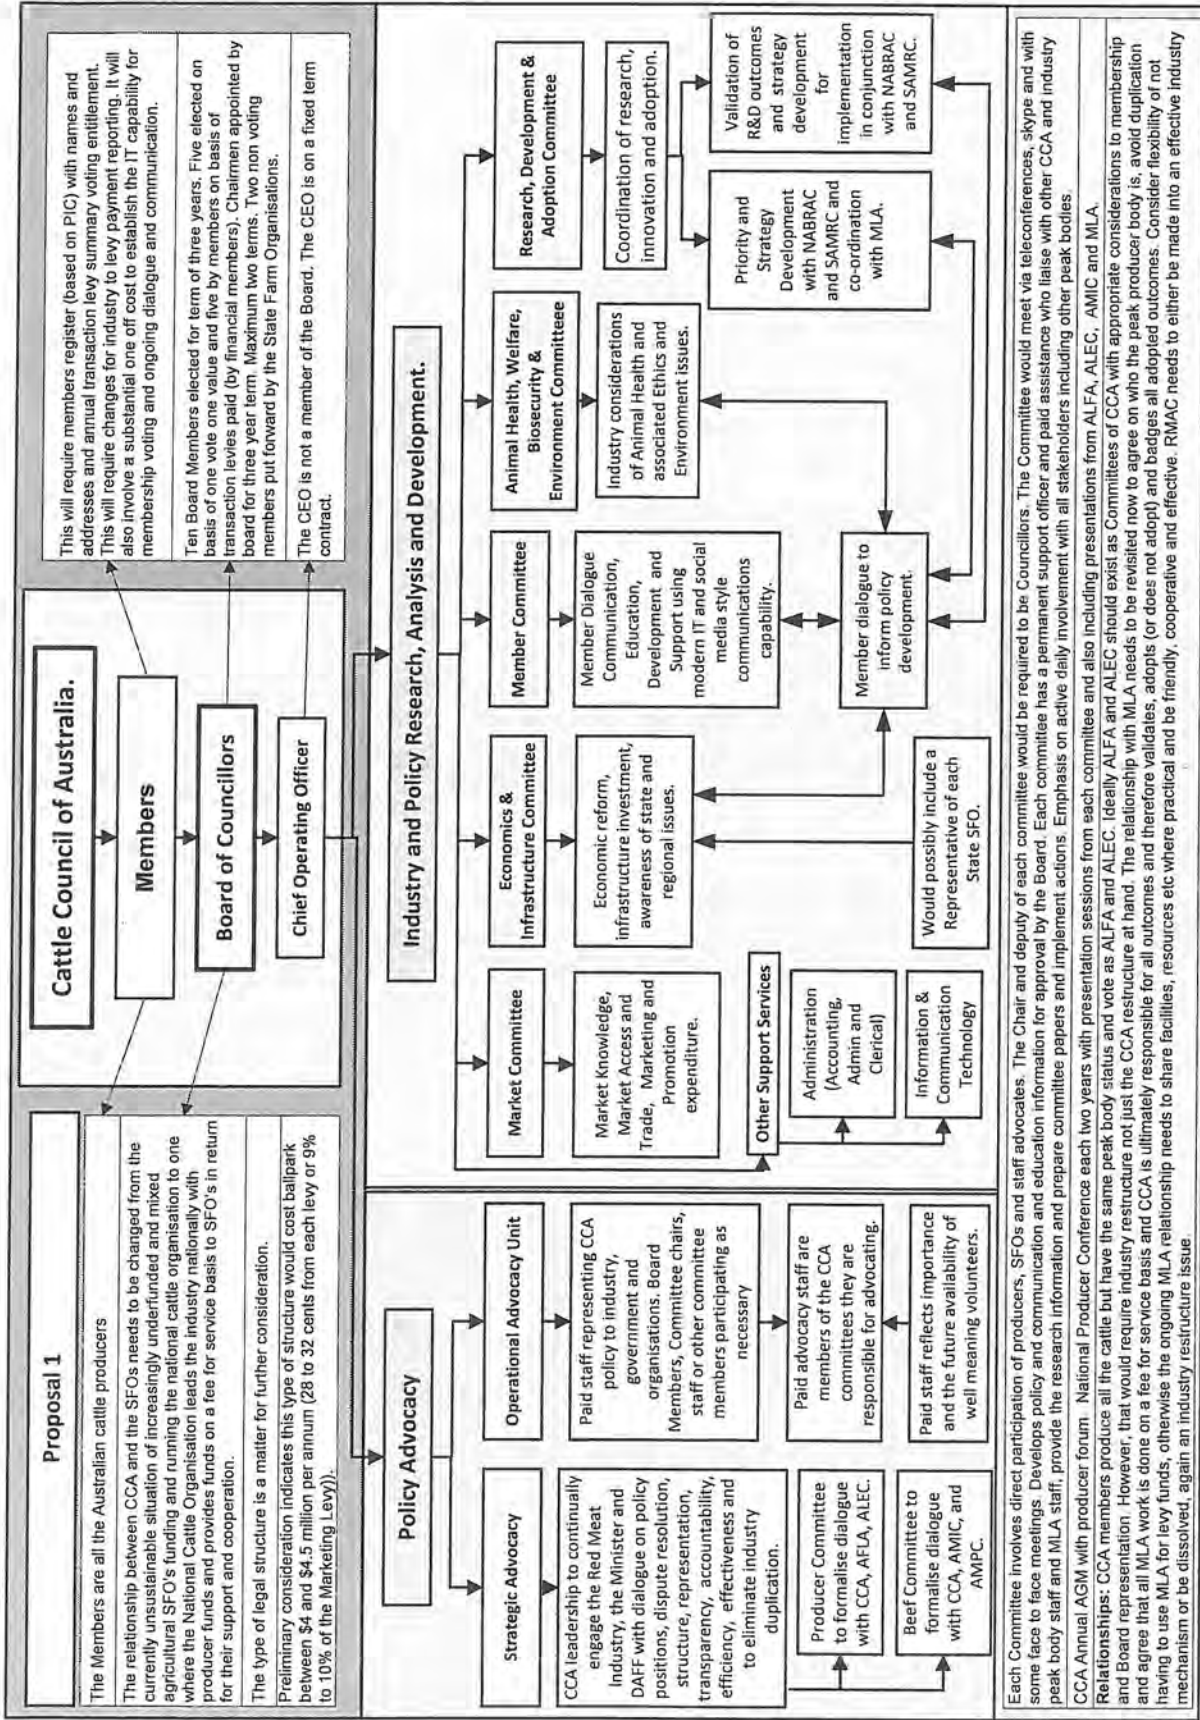 Proposal 1
The Members are all the Australian cattle producers
The relationship between CCA and the SFOs needs to be changed from the
currently unsustainable situation of increasingly underfunded and mixed
agricultural SFO's funding and running the national cattle organisation to one
where the National Cattle Organisation leads the industry nationally with
producer funds and provides funds on a fee for service basis to SFO's in return
for their support and cooperation.
The type of legal structure is a matter for further consideration.
Preliminary consideration indicates this type of structure would cost ballpark
between $4 and $4.5 million per annum (28 to 32 cents from each levy or 9%
to 10% of the Marketing Levy)).
Cattle Council of Australia.
Members
Board of Councillors
Chief Operating Officer
This will require members register (based on PIC) with names and
addresses and annual transaction levy summary voting entitlement.
This will require changes for industry to levy payment reporting. It will
also involve a substantial one off cost to establish the IT capability for
membership voting and ongoing dialogue and communication.
Ten Board Members elected for term of three years. Five elected on
basis of one vote one value and five by members on basis of
transaction levies paid (by financial members). Chairmen appointed by
board for three year term. Maximum two terms. Two non voting
members put forward by the State Farm Organisations.
The CEO is not a member of the Board. The CEO is on a fixed term
contract.
Policy Advocacy
Strategic Advocacy
CCA leadership to continually
engage the Red Meat
Industry, the Minister and
DAFF with dialogue on policy
positions, dispute resolution,
structure, representation,
transparency, accountability,
efficiency, effectiveness and
to eliminate industry
duplication.
Producer Committee
to formalise dialogue
with CCA, AFLA, ALEC.
Beef Committee to
formalise dialogue
with CCA, AMIC, and
AMPC.
Operational Advocacy Unit
Paid staff representing CCA
policy to industry,
government and
organisations. Board
Members, Committee chairs,
staff or other committee
members participating as
necessary
Paid advocacy staff are
members of the CCA
committees they are
responsible for advocating.
Paid staff reflects importance
and the future availability of
well meaning volunteers.
Industry and Policy Research, Analysis and Development.
Market Committee
Market Knowledge,
Market Access and
Trade, Marketing and
Promotion
expenditure.
Other Support Services
Administration
(Accounting,
Admin and
Clerical)
Information &
Communication
Technology
Economics &
Infrastructure Committee
Economic reform,
infrastructure investment,
awareness of state and
regional issues.
Would possibly include a
Representative of each
State SFO.
Member Committee
Member Dialogue
Communication,
Education,
Development and
Support using
modern IT and social
media style
communications
capability.
Member dialogue to
inform policy
development.
Animal Health, Welfare,
Biosecurity &
Environment Committeee
Industry considerations
of Animal Health and
associated Ethics and
Environment issues.
Research, Development &
Adoption Committee
Coordination of research,
innovation and adoption.
Priority and
Strategy
Development
with NABRAC
and SAMRC and
co-ordination
with MLA.
Validation of
R&D outcomes
and strategy
development
for
implementation
in conjunction
with NABRAC
and SAMRC.
Each Committee involves direct participation of producers, SFOs and staff advocates. The Chair and deputy of each committee would be required to be Councillors. The Committee would meet via teleconferences, skype and with
some face to face meetings. Develops policy and communication and education information for approval by the Board. Each committee has a permanent support officer and paid assistance who liaise with other CCA and industry
peak body staff and MLA staff, provide the research information and prepare committee papers and implement actions. Emphasis on active daily involvement with all stakeholders including other peak bodies.
CCA Annual AGM with producer forum. National Producer Conference each two years with presentation sessions from each committee and also including presentations from ALFA, ALEC, AMIC and MLA.
Relationships: CCA members produce all the cattle but have the same peak body status and vote as ALFA and ALEC. Ideally ALFA and ALEC should exist as Committees of CCA with appropriate considerations to membership
and Board representation. However, that would require industry restructure not just the CCA restructure at hand. The relationship with MLA needs to be revisited now to agree on who the peak producer body is, avoid duplication
and agree that all MLA work is done on a fee for service basis and CCA is ultimately responsible for all outcomes and therefore validates, adopts (or does not adopt) and badges all adopted outcomes. Consider flexibility of not
having to use MLA for levy funds, otherwise the ongoing MLA relationship needs to share facilities, resources etc where practical and be friendly, cooperative and effective. RMAC needs to either be made into an effective industry
mechanism or be dissolved, again an industry restructure issue.